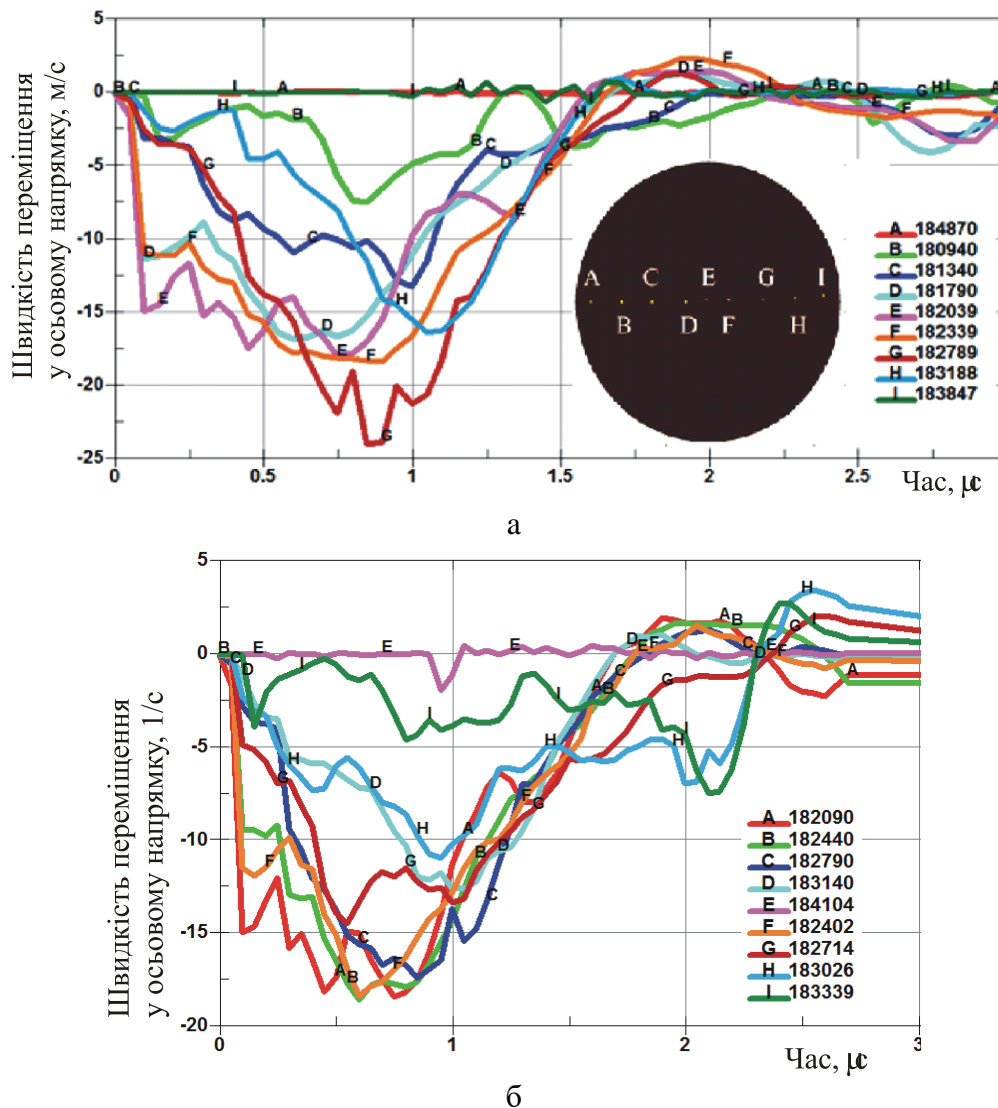 Швидкість переміщення
у осьовому напрямку, м/с
5
0
-5
-10
-15
-20
-25
0
0.5
1
1.5
2
2.5
Час, µс
A C E G I
B D F H
A 184870
B 180940
C 181340
D 181790
E 182039
F 182339
G 182789
H 183188
I 183847
а
Швидкість переміщення
у осьовому напрямку, 1/с
5
0
-5
-10
-15
-20
0
1
2
3
Час, µс
A 182090
B 182440
C 182790
D 183140
E 184104
F 182402
G 182714
H 183026
I 183339
б